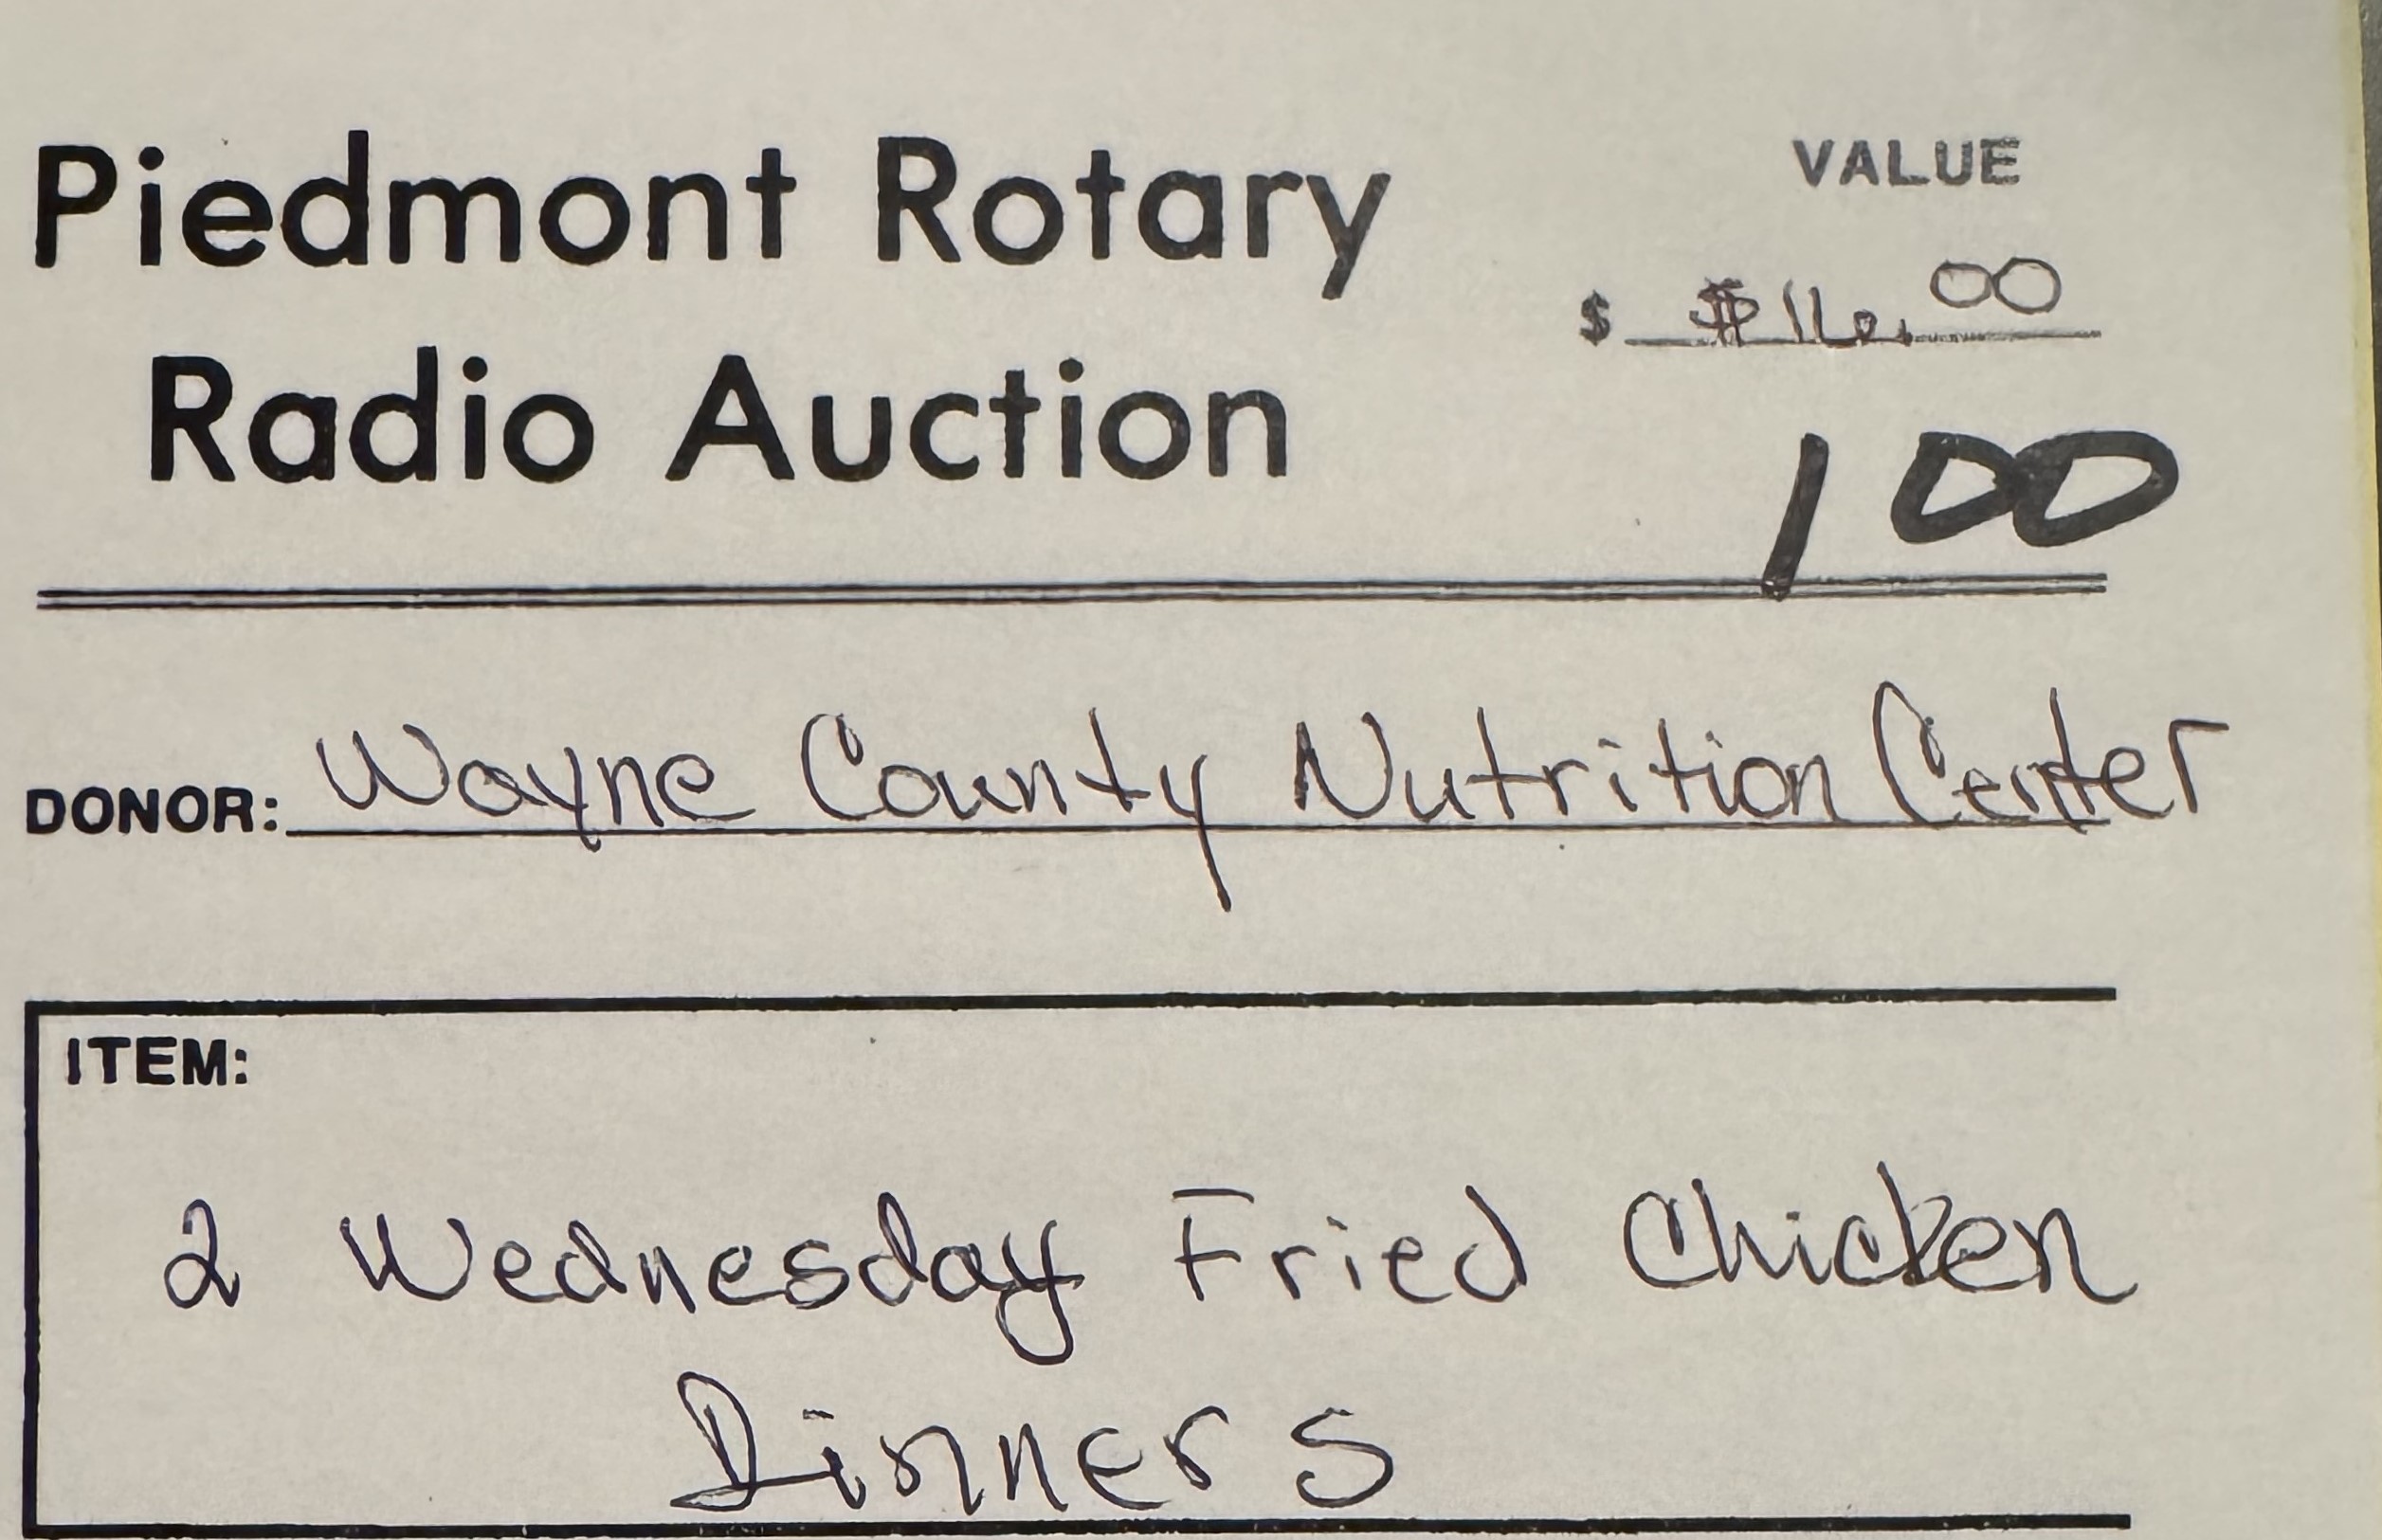 Piedmont Rotary
Radio Auction
VALUE
$ $16.00
100
DONOR: Wayne County Nutrition Center
ITEM:
2 Wednesday Fried Chicken
Dinners